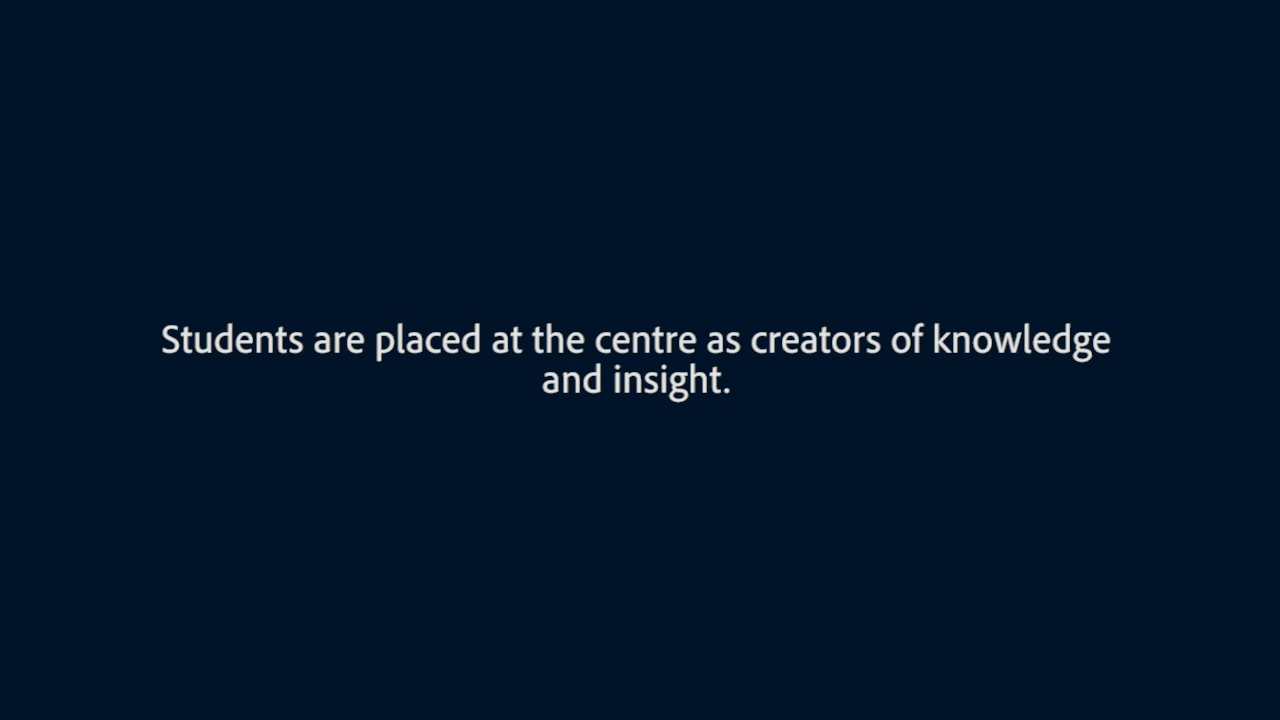 Students are placed at the centre as creators of knowledge
and insight.